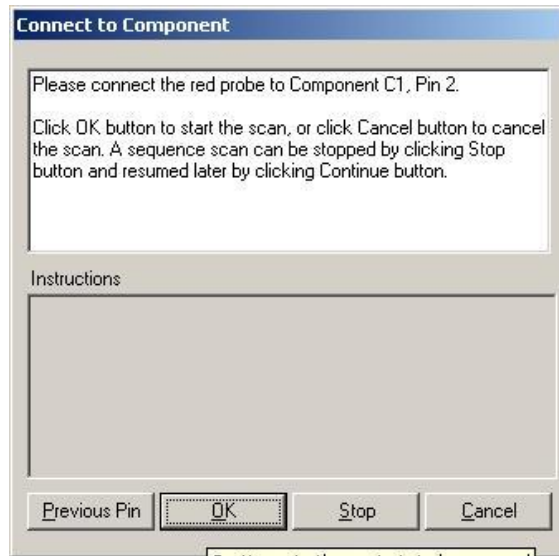 Connect to Component
Please connect the red probe to Component C1, Pin 2.
Click OK button to start the scan, or click Cancel button to cancel
the scan. A sequence scan can be stopped by clicking Stop
button and resumed later by clicking Continue button.
Instructions
Previous Pin OK Stop Cancel